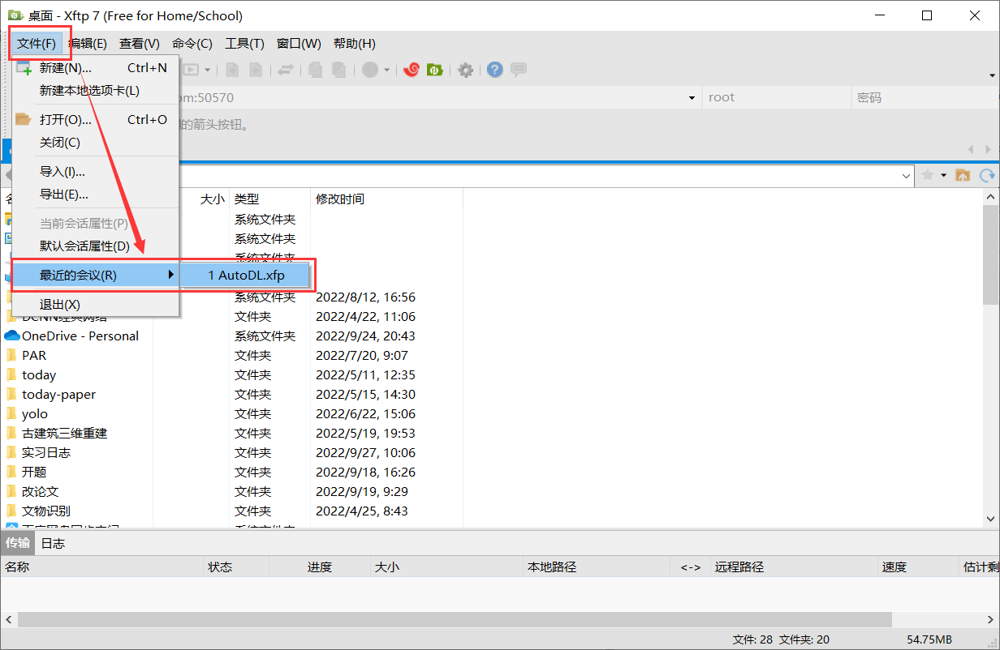 桌面 - Xftp 7 (Free for Home/School)
文件(F) 编辑(E) 查看(V) 命令(C) 工具(T) 窗口(W) 帮助(H)
新建(N)... Ctrl+N
新建本地选项卡(L)
om:50570 root 密码
打开(O)... Ctrl+O
的箭头按钮。
关闭(C)
导入(I)...
导出(E)...
大小 类型 修改时间
系统文件夹
当前会话属性(P)
系统文件夹
默认会话属性(D)
系统文件夹
最近的会议(R) 1 AutoDL.xfp
系统文件夹 2022/8/12, 16:56
退出(X)
DCNN经典网络 文件夹 2022/4/22, 11:06
OneDrive - Personal 系统文件夹 2022/9/24, 20:43
PAR 文件夹 2022/7/20, 9:07
today 文件夹 2022/5/11, 12:35
today-paper 文件夹 2022/5/15, 14:30
yolo 文件夹 2022/6/22, 15:06
古建筑三维重建 文件夹 2022/5/19, 19:53
实习日志 文件夹 2022/9/27, 10:06
开题 文件夹 2022/9/18, 16:26
改论文 文件夹 2022/9/19, 9:29
文物识别 文件夹 2022/4/25, 8:43
百度网盘同步空间 系统文件夹
传输 日志
名称 状态 进度 大小 本地路径 <-> 远程路径 速度 估计剩
文件: 28 文件夹: 20 54.75MB